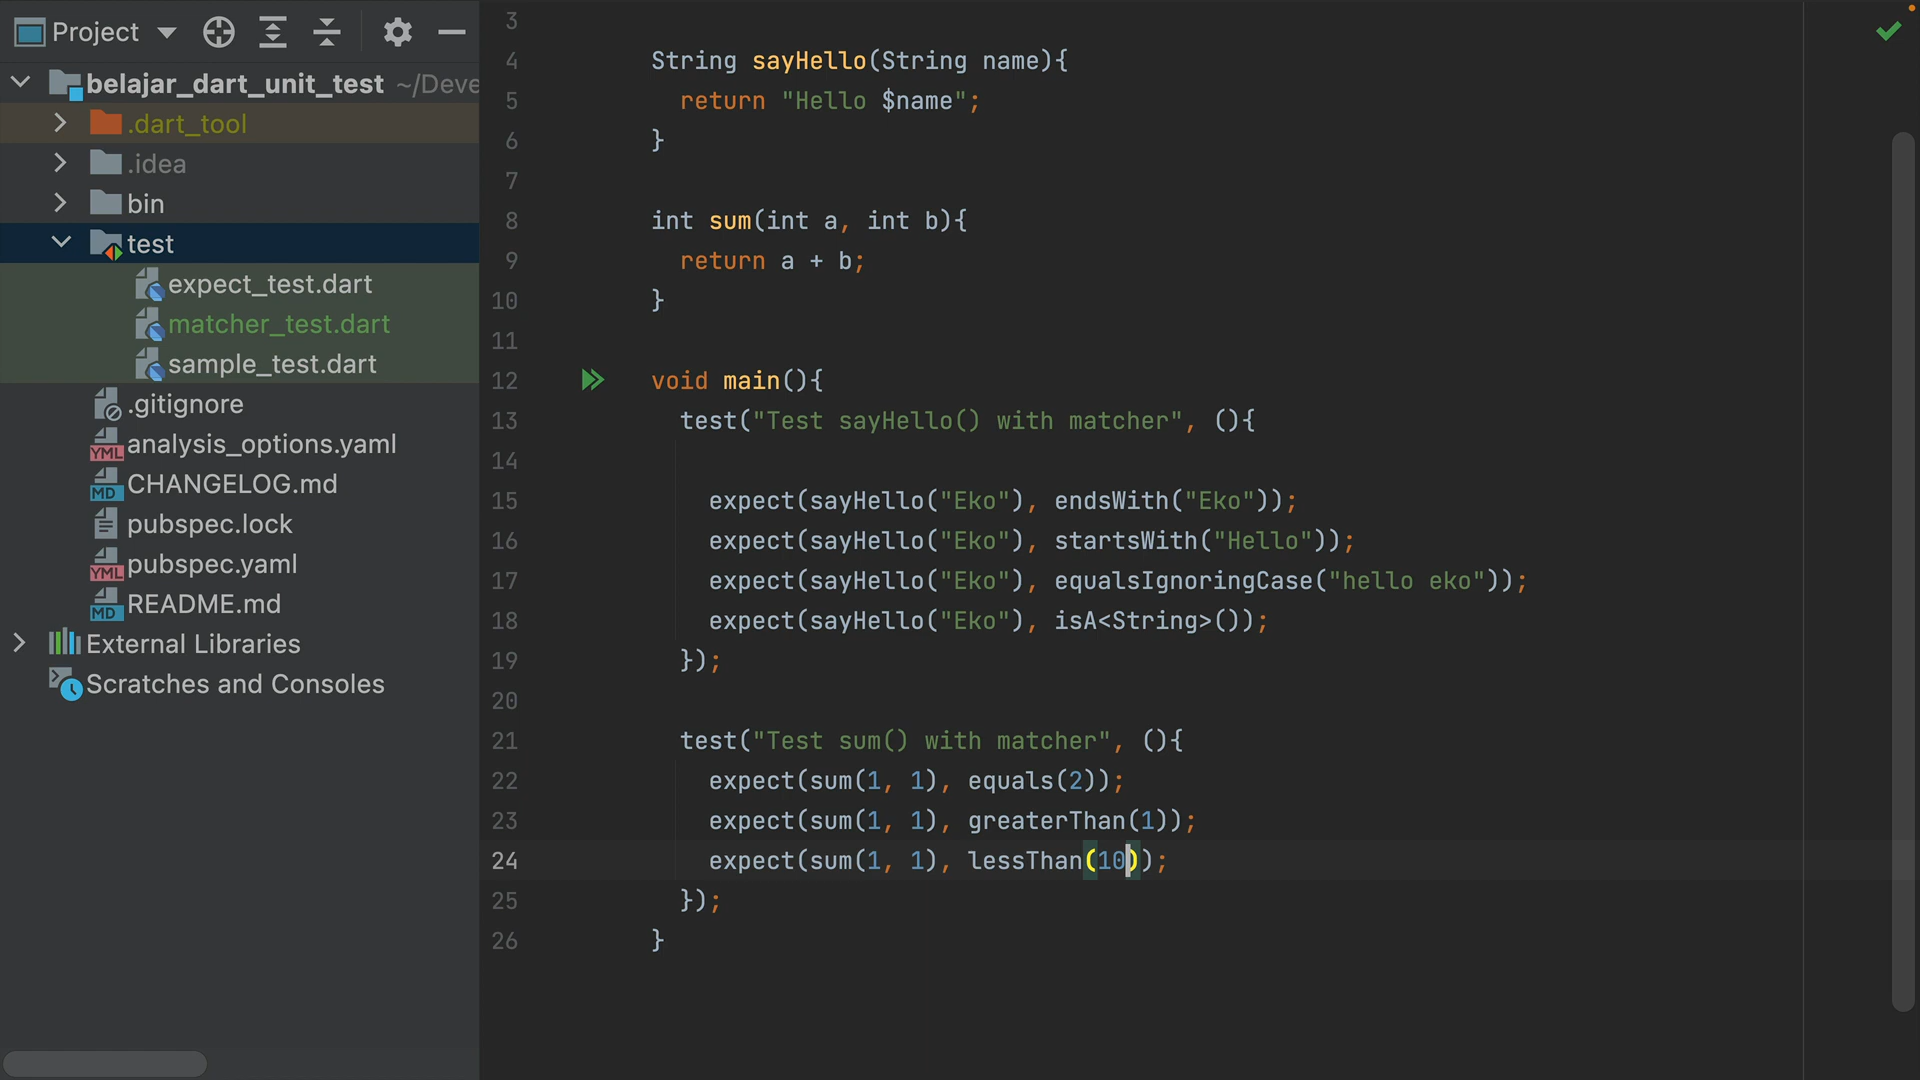 Project
belajar_dart_unit_test ~/Deve
.dart_tool
.idea
bin
test
expect_test.dart
matcher_test.dart
sample_test.dart
.gitignore
YML analysis_options.yaml
MD CHANGELOG.md
pubspec.lock
YML pubspec.yaml
MD README.md
External Libraries
Scratches and Consoles
3
4 String sayHello(String name){
5   return "Hello $name";
6 }
7
8 int sum(int a, int b){
9   return a + b;
10 }
11
12 void main(){
13   test("Test sayHello() with matcher", (){
14
15     expect(sayHello("Eko"), endsWith("Eko"));
16     expect(sayHello("Eko"), startsWith("Hello"));
17     expect(sayHello("Eko"), equalsIgnoringCase("hello eko"));
18     expect(sayHello("Eko"), isA<String>());
19   });
20
21   test("Test sum() with matcher", (){
22     expect(sum(1, 1), equals(2));
23     expect(sum(1, 1), greaterThan(1));
24     expect(sum(1, 1), lessThan(10));
25   });
26 }